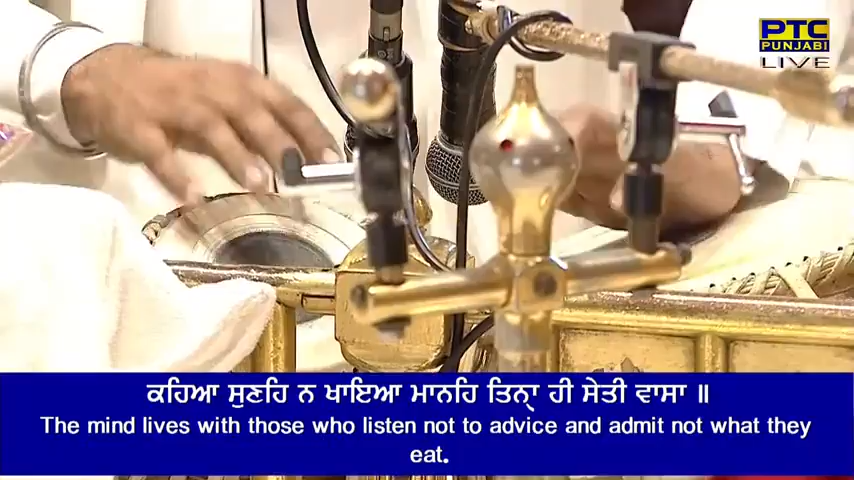 PTC
PUNJABI
LIVE
ਕਹਿਆ ਸੁਣਹਿ ਨ ਖਾਇਆ ਮਾਨਹਿ ਤਿਨੑਾ ਹੀ ਸੇਤੀ ਵਾਸਾ ॥
The mind lives with those who listen not to advice and admit not what they
eat.